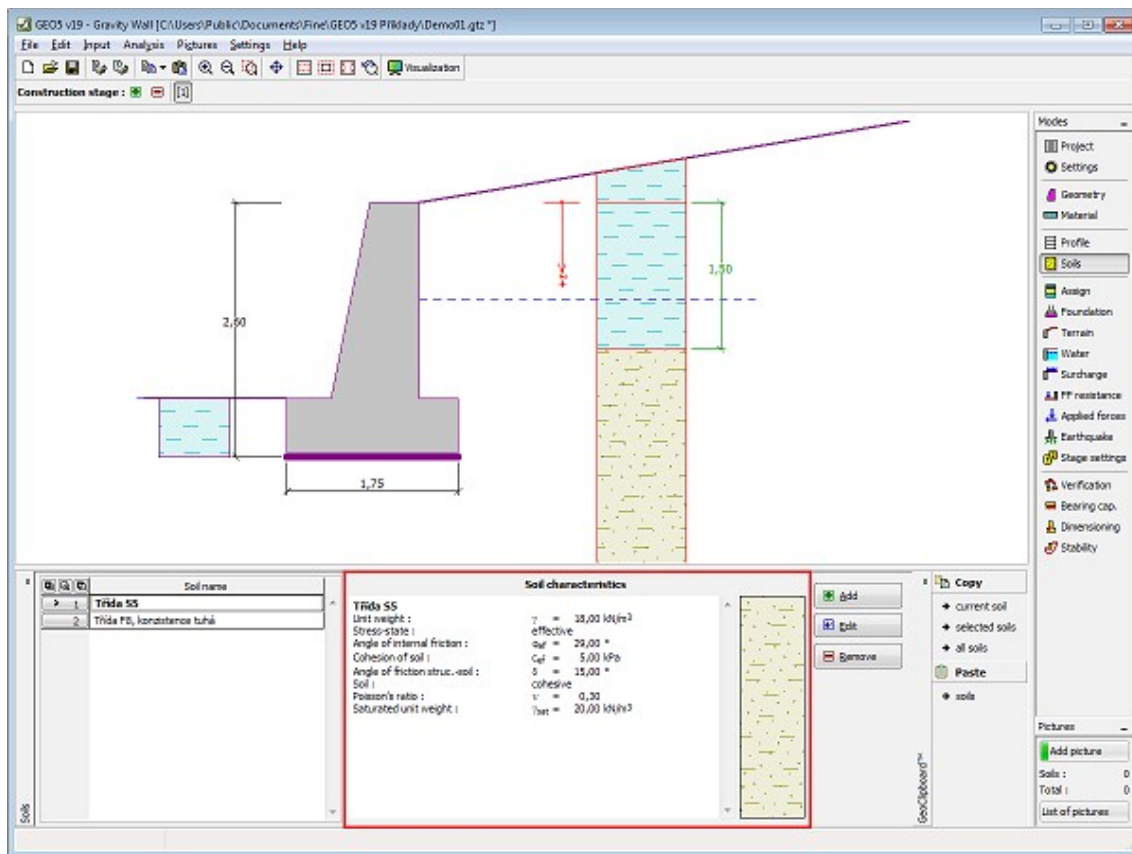 GEO5 v19 - Gravity Wall [C:\Users\Public\Documents\Fine\GEO5 v19 Příklady\Demo01.gtz *]
File Edit Input Analysis Pictures Settings Help
Visualization
Construction stage : [1]
Modes
Project
Settings
Geometry
Material
Profile
Soils
Assign
Foundation
Terrain
Water
Surcharge
FF resistance
Applied forces
Earthquake
Stage settings
Verification
Bearing cap.
Dimensioning
Stability
+z
1,50
2,60
1,75
Soils
Soil name
1 Třída S5
2 Třída F8, konzistence tuhá
Soil characteristics
Třída S5
Unit weight : γ = 18,00 kN/m³
Stress-state : effective
Angle of internal friction : φef = 29,00 °
Cohesion of soil : cef = 5,00 kPa
Angle of friction struc.-soil : δ = 15,00 °
Soil : cohesive
Poisson's ratio : ν = 0,30
Saturated unit weight : γsat = 20,00 kN/m³
Add
Edit
Remove
GeoClipboard™
Copy
current soil
selected soils
all soils
Paste
soils
Pictures
Add picture
Soils : 0
Total : 0
List of pictures